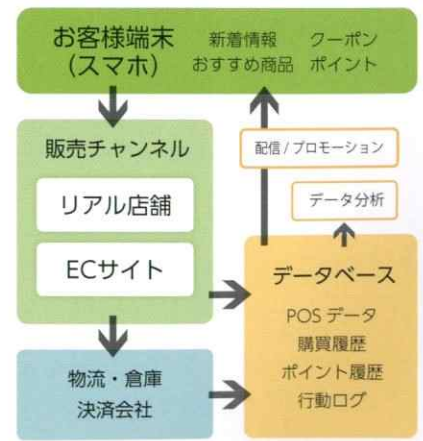 お客様端末
(スマホ)
新着情報 クーポン
おすすめ商品 ポイント
販売チャンネル
リアル店舗
ECサイト
配信 / プロモーション
データ分析
データベース
POS データ
購買履歴
ポイント履歴
行動ログ
物流・倉庫
決済会社